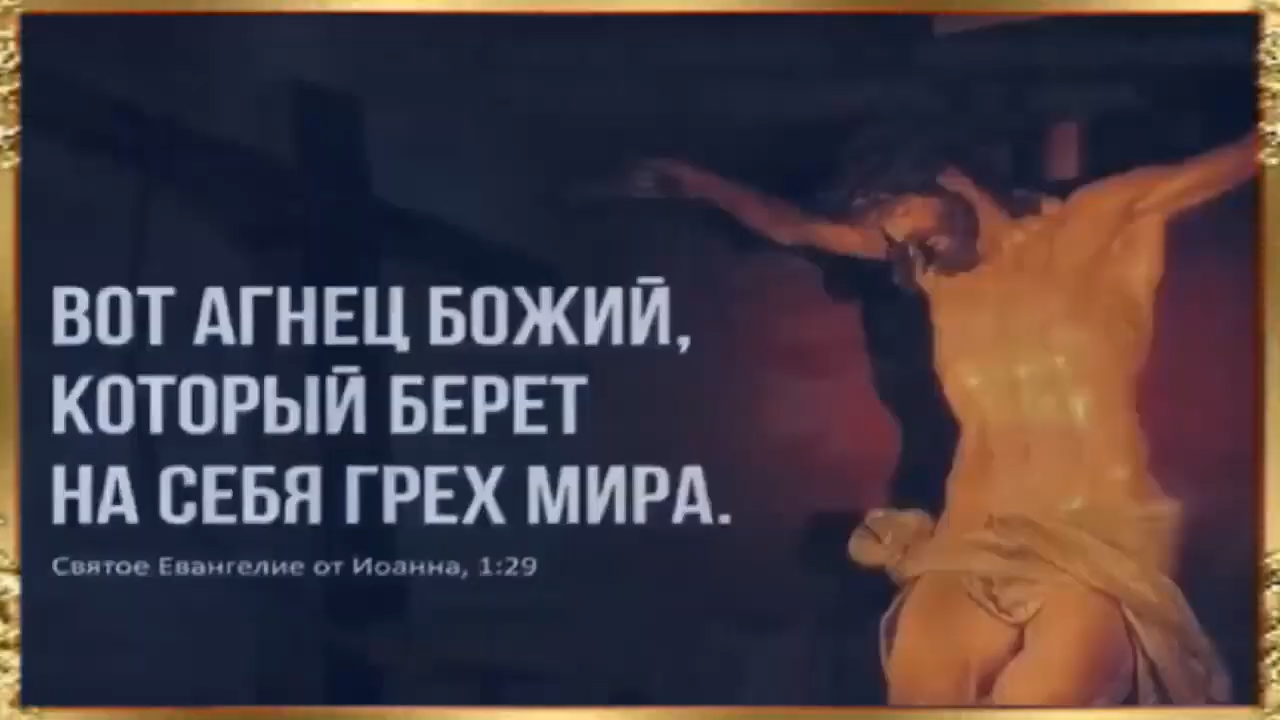 ВОТ АГНЕЦ БОЖИЙ,
КОТОРЫЙ БЕРЕТ
НА СЕБЯ ГРЕХ МИРА.
Святое Евангелие от Иоанна, 1:29